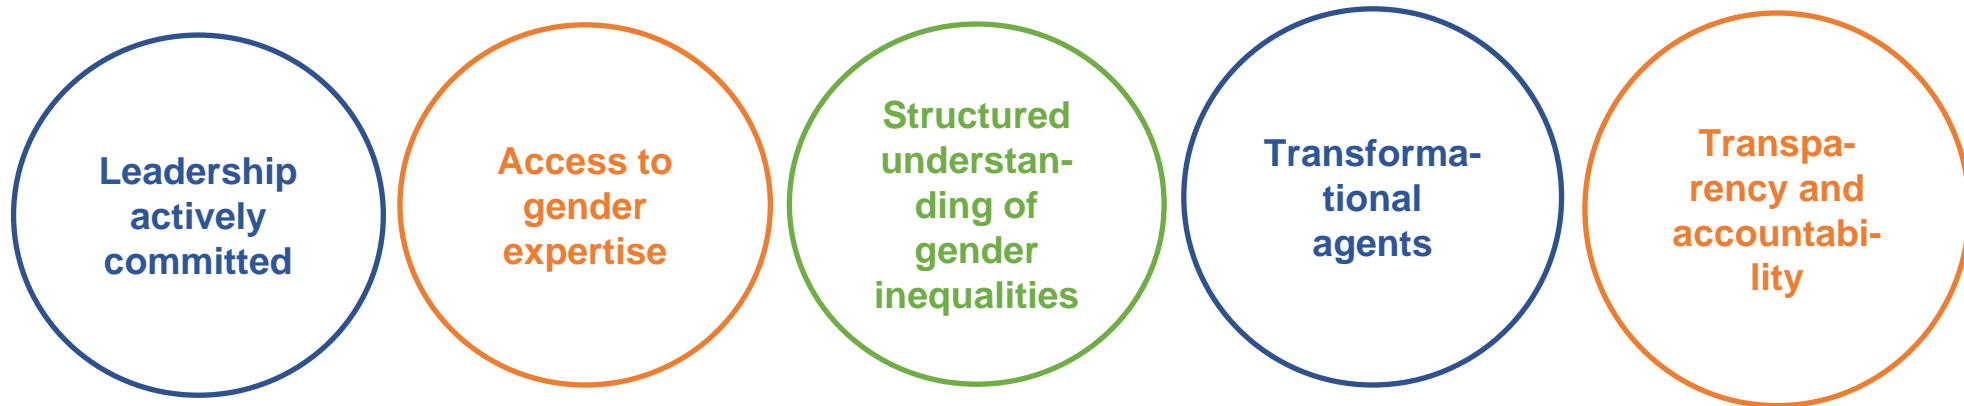 Leadership
actively
committed
Access to
gender
expertise
Structured
understan-
ding of
gender
inequalities
Transforma-
tional
agents
Transpa-
rency and
accountabi-
lity